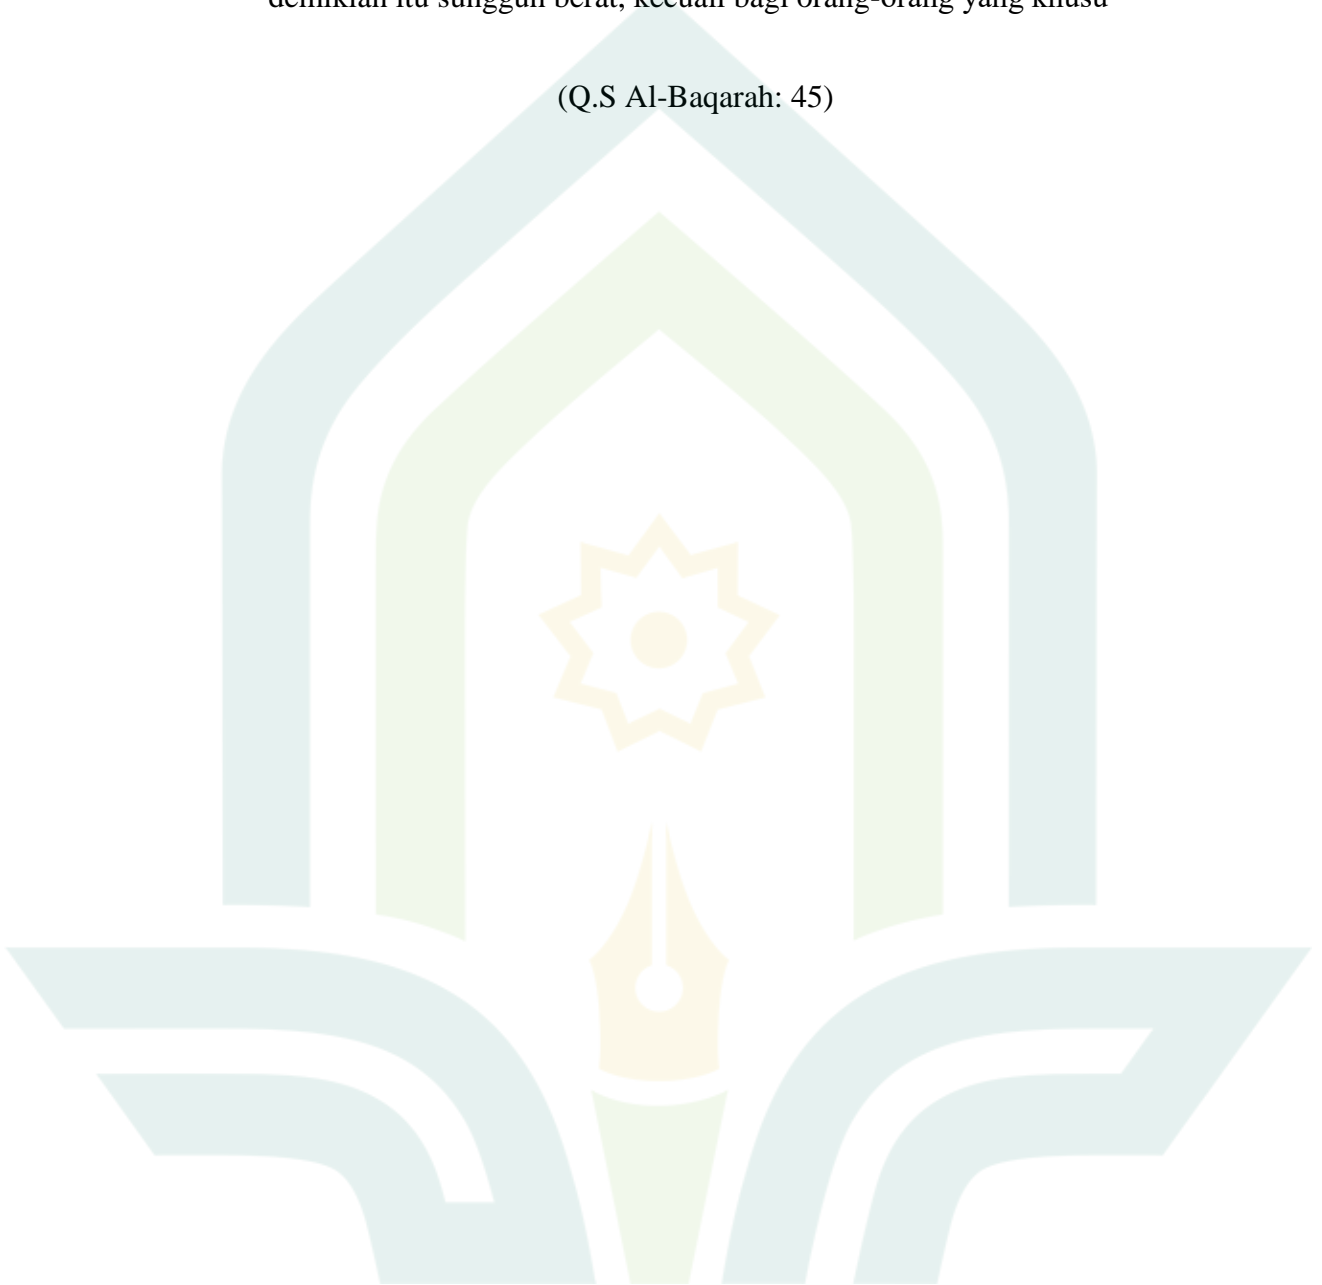 demikian itu sungguh berat, kecuali bagi orang-orang yang khusu
(Q.S Al-Baqarah: 45)